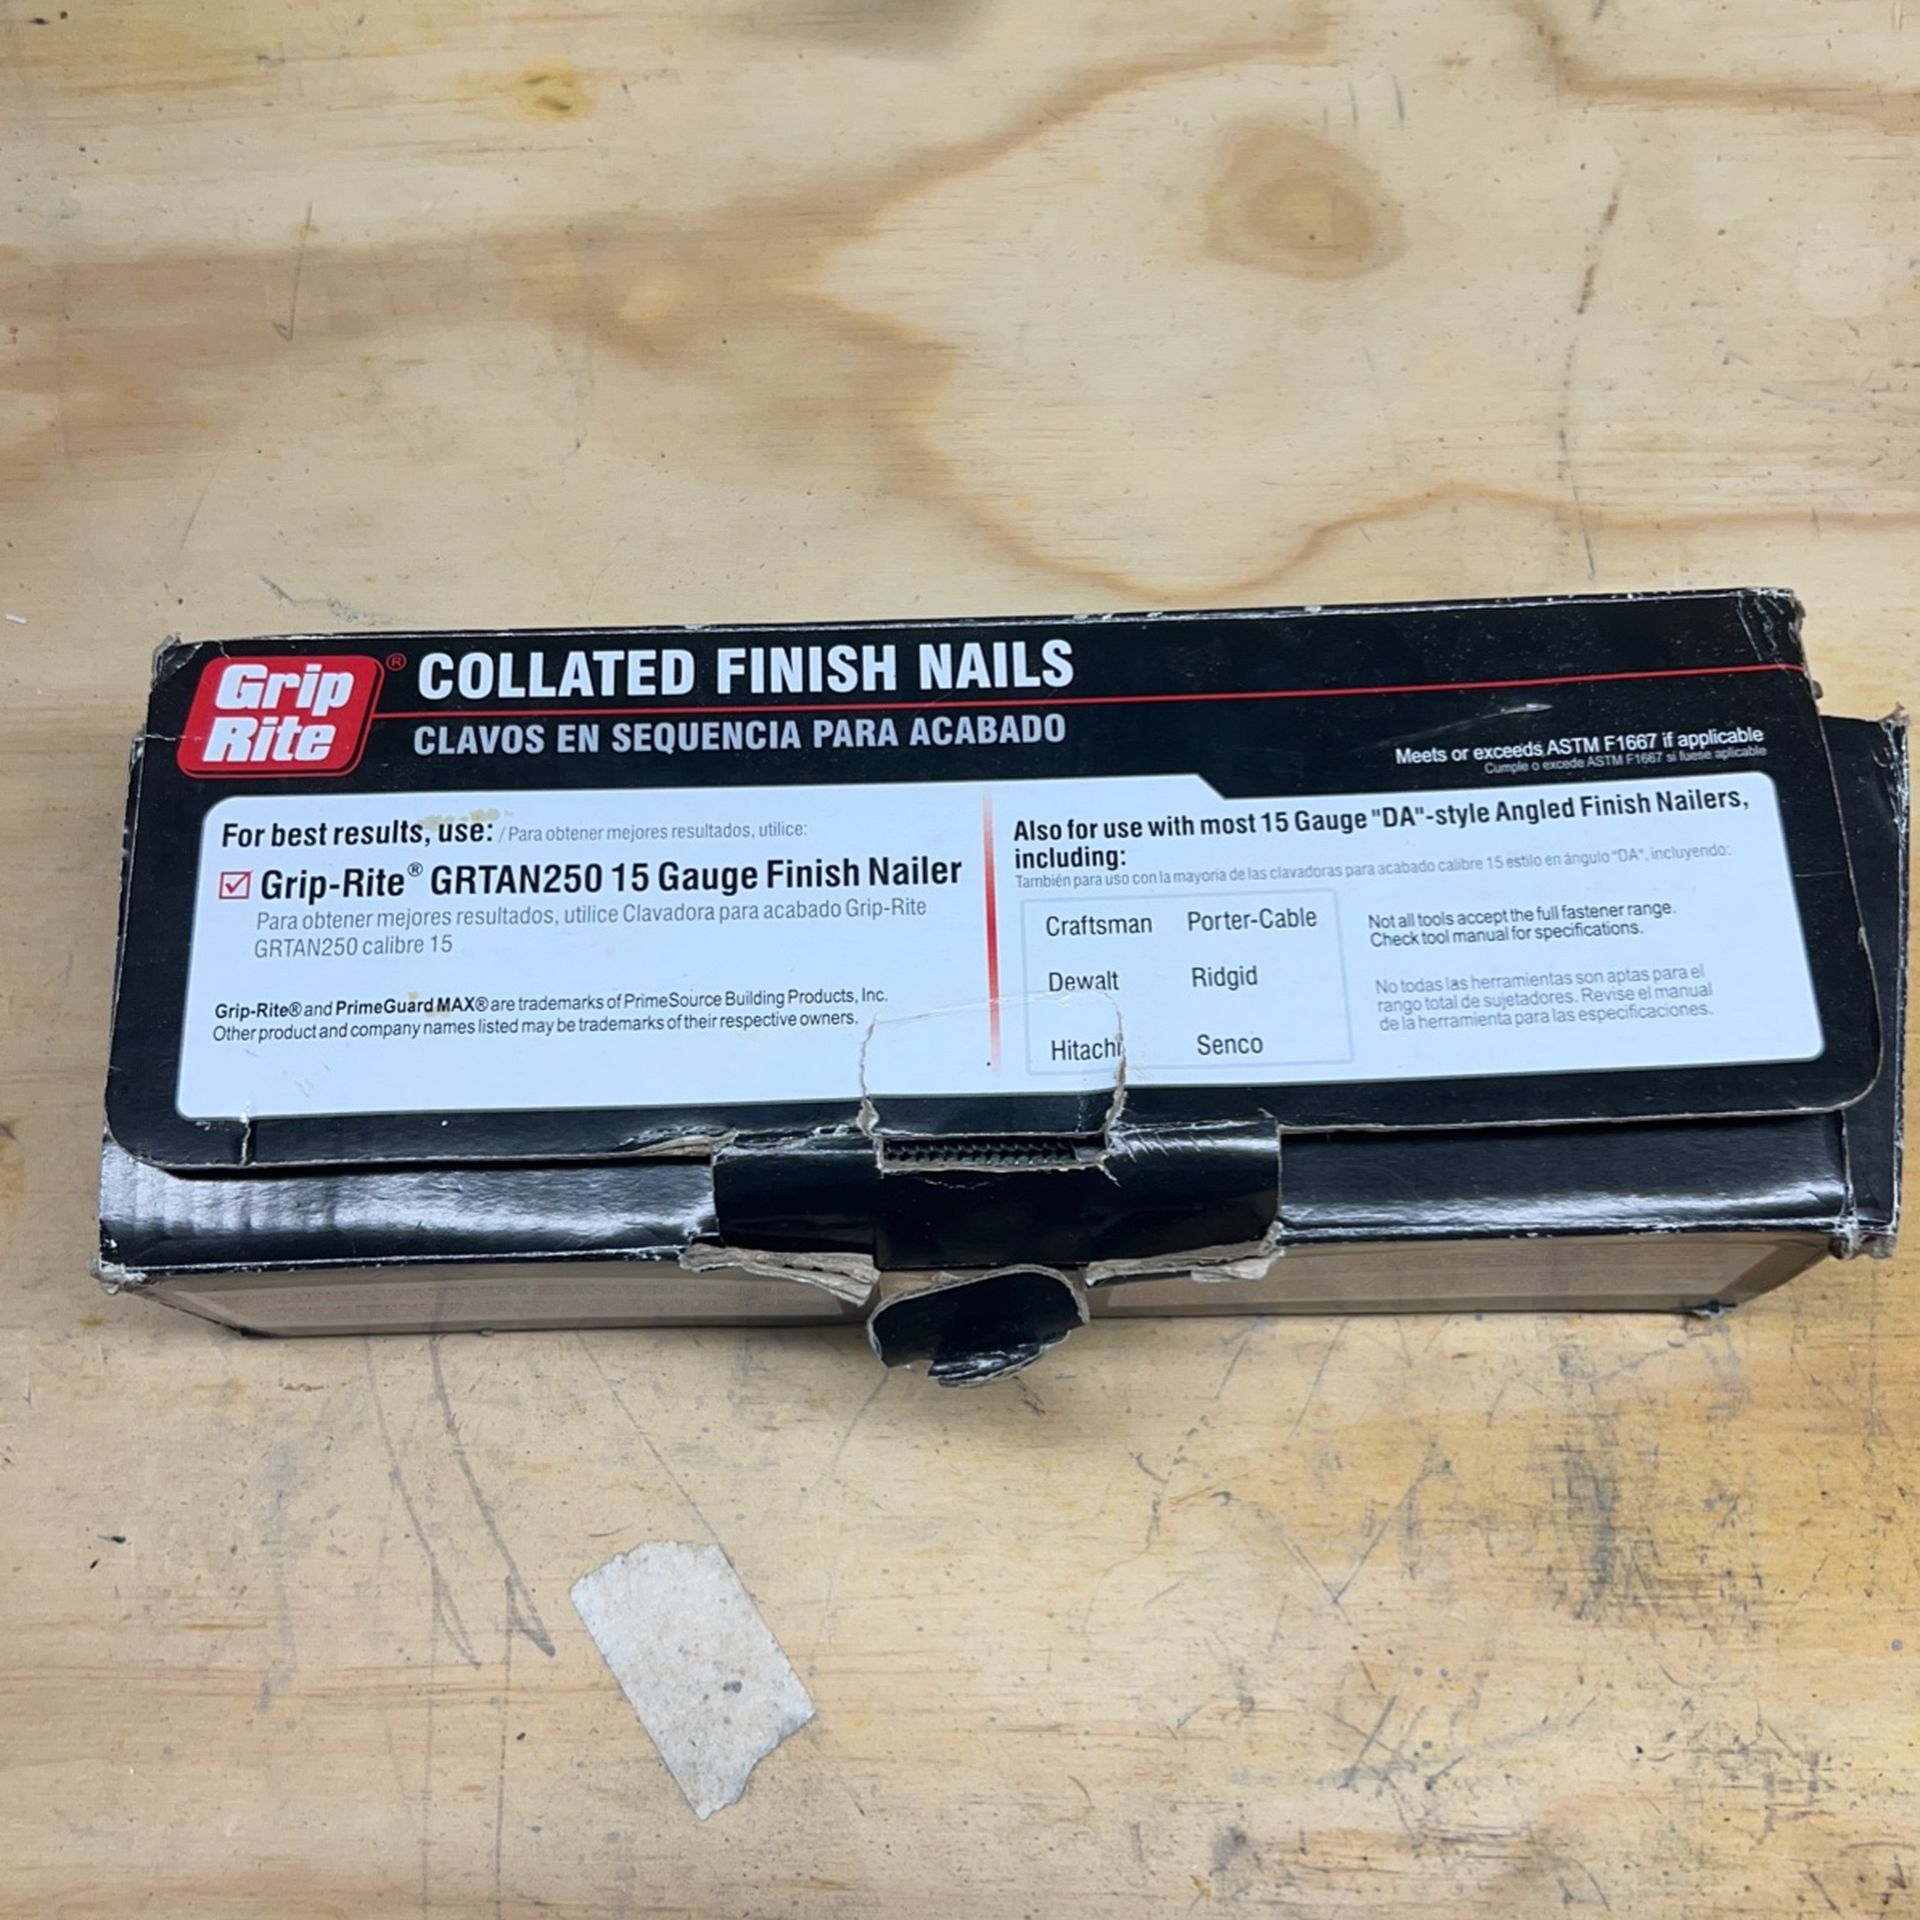 Grip Rite®
COLLATED FINISH NAILS
CLAVOS EN SEQUENCIA PARA ACABADO
Meets or exceeds ASTM F1667 if applicable
Cumple o excede ASTM F1667 si fuese aplicable
For best results, use: / Para obtener mejores resultados, utilice:
Grip-Rite® GRTAN250 15 Gauge Finish Nailer
Para obtener mejores resultados, utilice Clavadora para acabado Grip-Rite
GRTAN250 calibre 15
Grip-Rite® and PrimeGuard MAX® are trademarks of PrimeSource Building Products, Inc.
Other product and company names listed may be trademarks of their respective owners.
Also for use with most 15 Gauge "DA"-style Angled Finish Nailers,
including:
También para uso con la mayoria de las clavadoras para acabado calibre 15 estilo en ángulo "DA", incluyendo:
Craftsman Porter-Cable
Dewalt Ridgid
Hitachi Senco
Not all tools accept the full fastener range.
Check tool manual for specifications.
No todas las herramientas son aptas para el
rango total de sujetadores. Revise el manual
de la herramienta para las especificaciones.